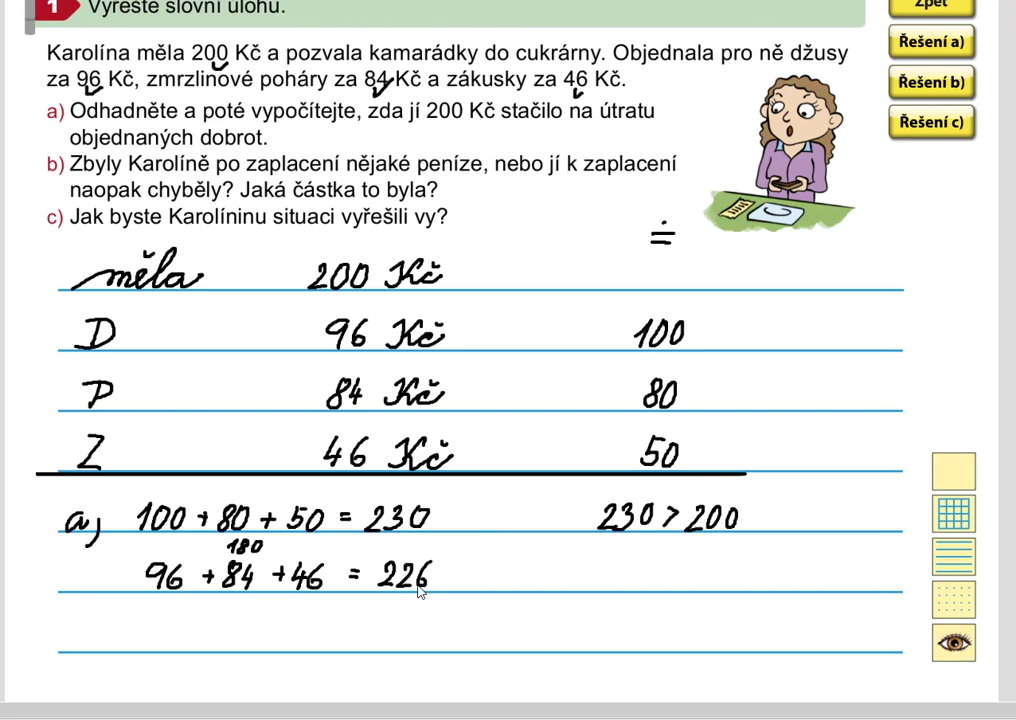 1 Vyřešte slovní úlohu.
Zpět
Řešení a)
Řešení b)
Řešení c)
Karolína měla 200 Kč a pozvala kamarádky do cukrárny. Objednala pro ně džusy
za 96 Kč, zmrzlinové poháry za 84 Kč a zákusky za 46 Kč.
a) Odhadněte a poté vypočítejte, zda jí 200 Kč stačilo na útratu
objednaných dobrot.
b) Zbyly Karolíně po zaplacení nějaké peníze, nebo jí k zaplacení
naopak chyběly? Jaká částka to byla?
c) Jak byste Karolíninu situaci vyřešili vy?
≐
měla 200 Kč
D 96 Kč 100
P 84 Kč 80
Z 46 Kč 50
a) 100 + 80 + 50 = 230 230 > 200
180
96 + 84 + 46 = 226